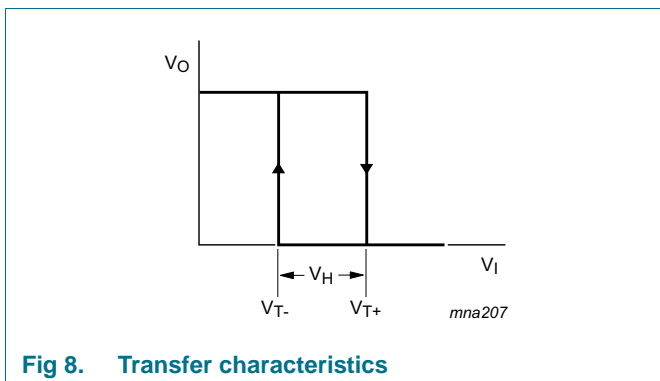 VO
VI
VH
VT-
VT+
mna207
Fig 8. Transfer characteristics